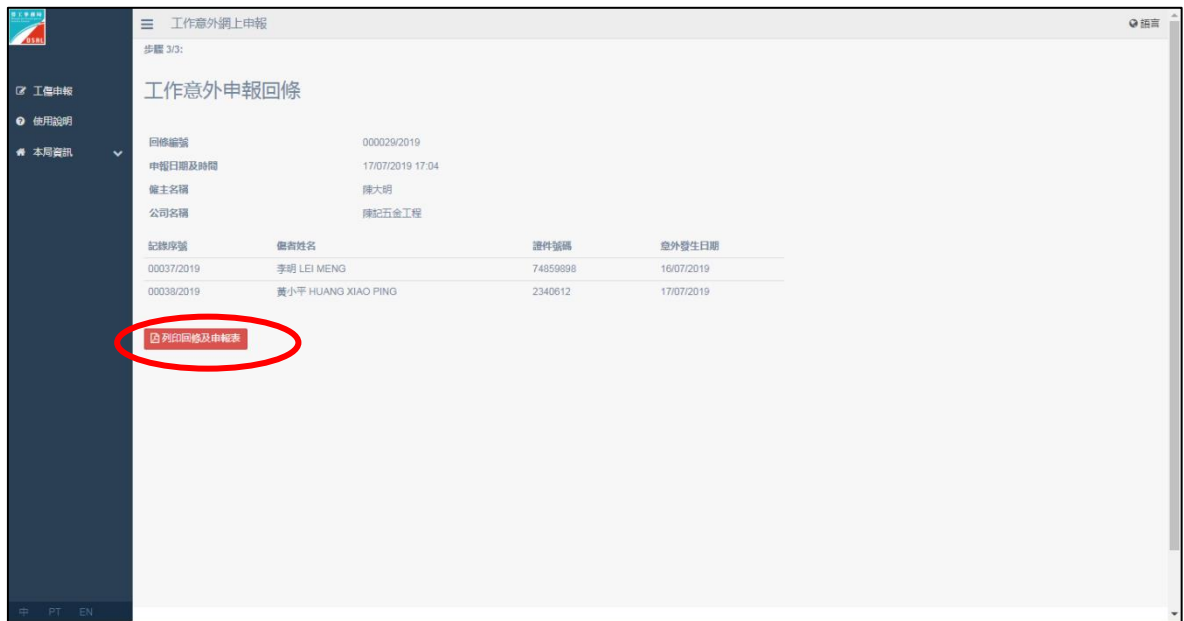 DSAL
工作意外網上申報
語言
步驟 3/3:
工傷申報
使用說明
本局資訊
工作意外申報回條
回條編號 000029/2019
申報日期及時間 17/07/2019 17:04
僱主名稱 陳大明
公司名稱 陳記五金工程
記錄序號 傷者姓名 證件號碼 意外發生日期
00037/2019 李明 LEI MENG 74859898 16/07/2019
00038/2019 黃小平 HUANG XIAO PING 2340612 17/07/2019
列印回條及申報表
中 PT EN